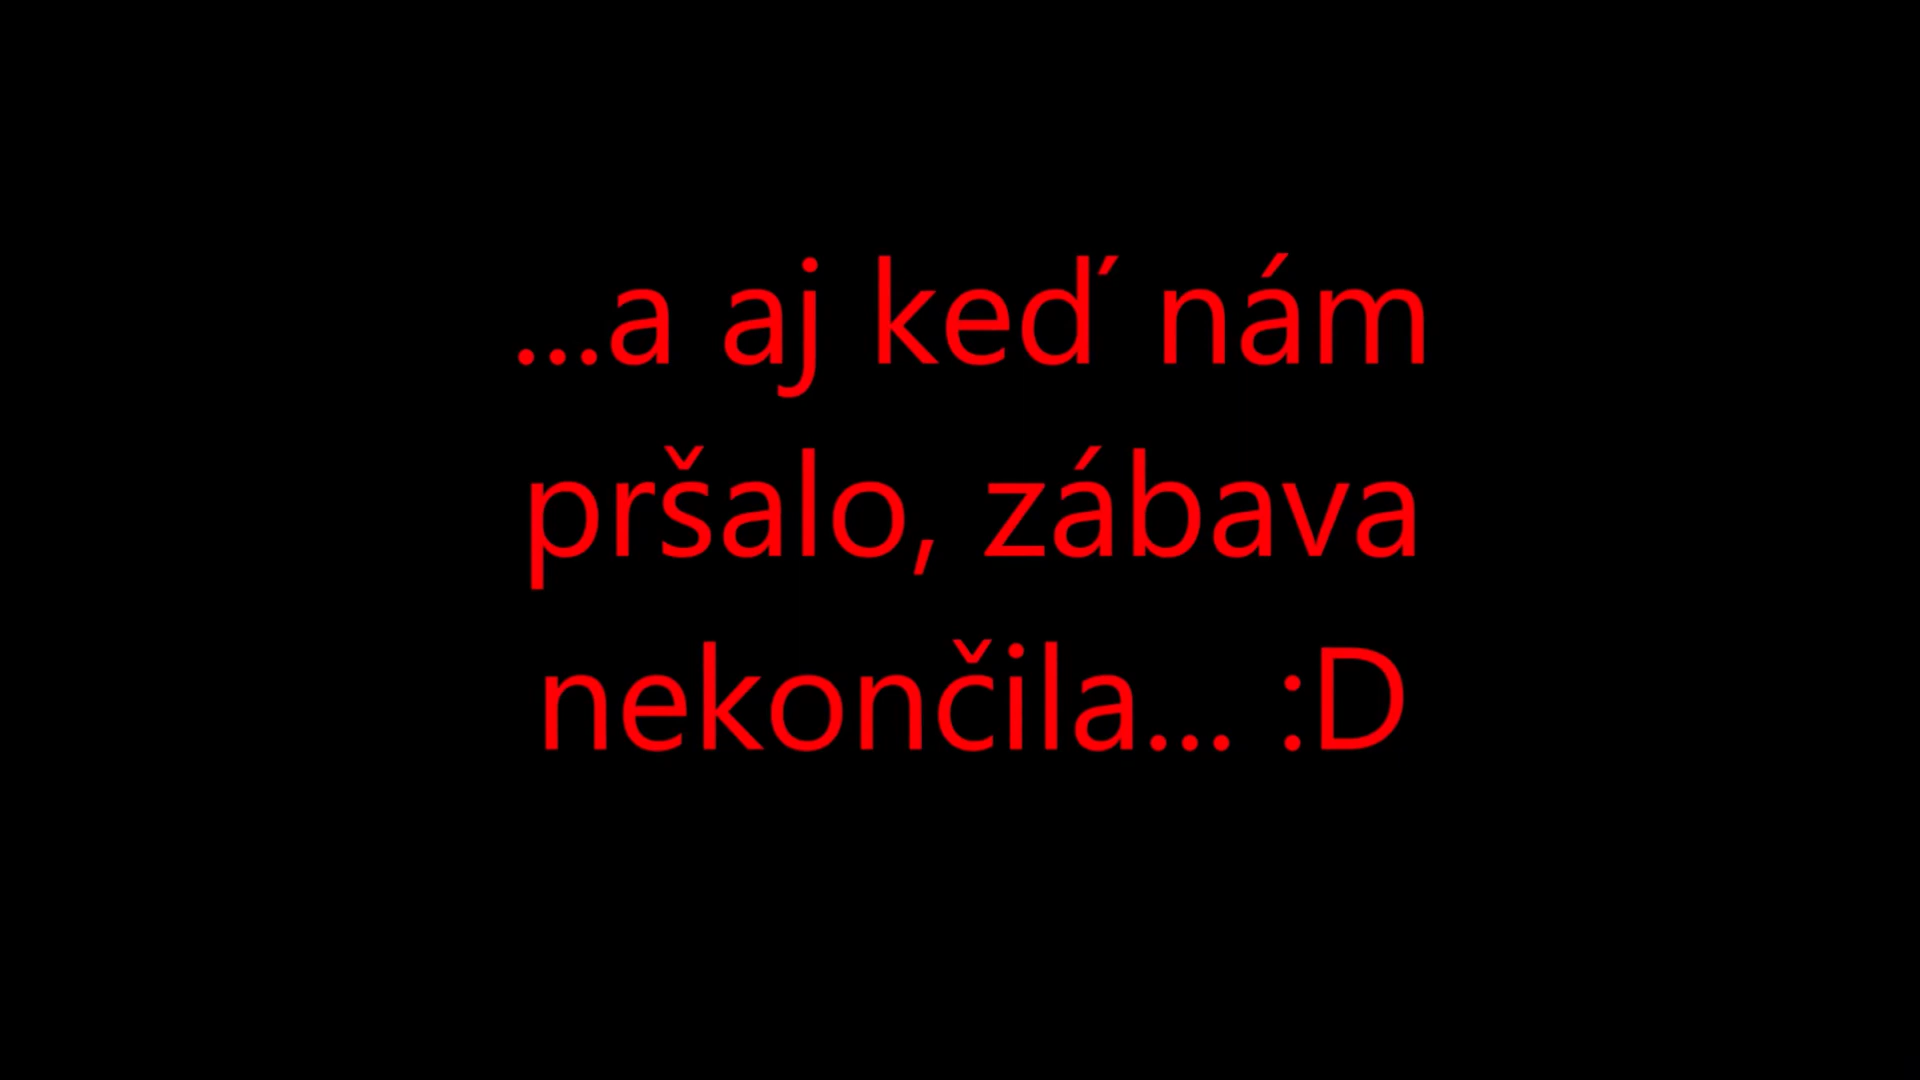 ...a aj keď nám
pršalo, zábava
nekončila... :D